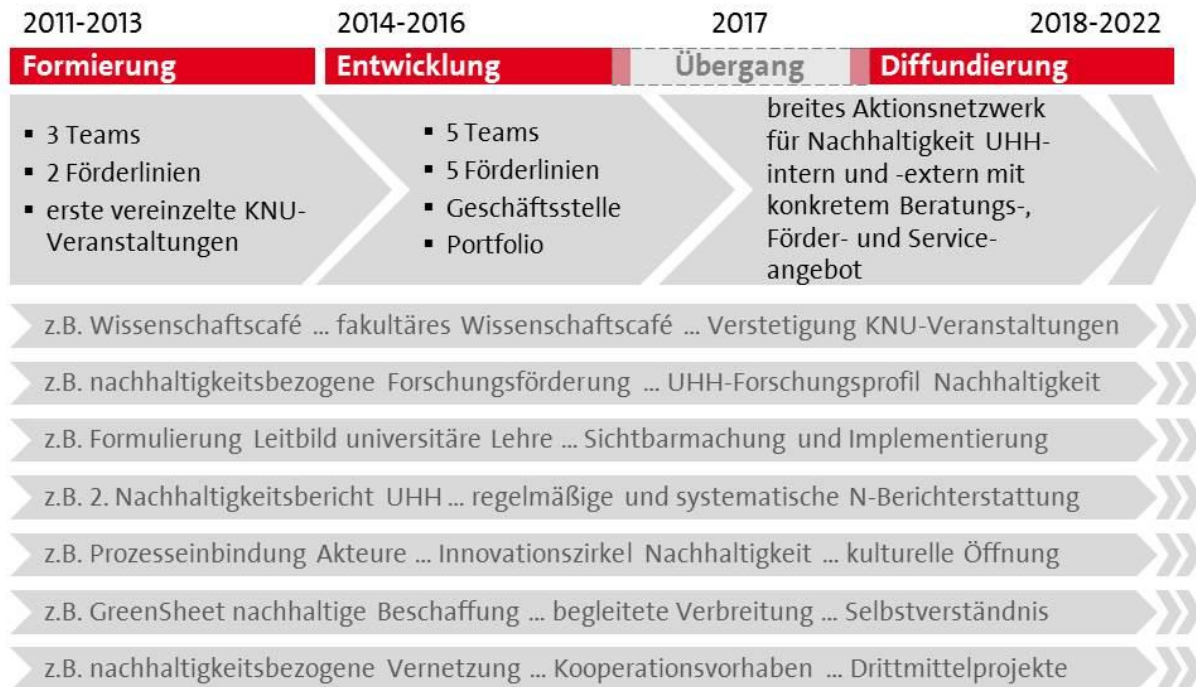 2011-2013
2014-2016
2017
2018-2022
Formierung
Entwicklung
Übergang
Diffundierung
▪ 3 Teams
▪ 2 Förderlinien
▪ erste vereinzelte KNU-
Veranstaltungen
▪ 5 Teams
▪ 5 Förderlinien
▪ Geschäftsstelle
▪ Portfolio
breites Aktionsnetzwerk
für Nachhaltigkeit UHH-
intern und -extern mit
konkretem Beratungs-,
Förder- und Service-
angebot
z.B. Wissenschaftscafé ... fakultäres Wissenschaftscafé ... Verstetigung KNU-Veranstaltungen
z.B. nachhaltigkeitsbezogene Forschungsförderung ... UHH-Forschungsprofil Nachhaltigkeit
z.B. Formulierung Leitbild universitäre Lehre ... Sichtbarmachung und Implementierung
z.B. 2. Nachhaltigkeitsbericht UHH ... regelmäßige und systematische N-Berichterstattung
z.B. Prozesseinbindung Akteure ... Innovationszirkel Nachhaltigkeit ... kulturelle Öffnung
z.B. GreenSheet nachhaltige Beschaffung ... begleitete Verbreitung ... Selbstverständnis
z.B. nachhaltigkeitsbezogene Vernetzung ... Kooperationsvorhaben ... Drittmittelprojekte